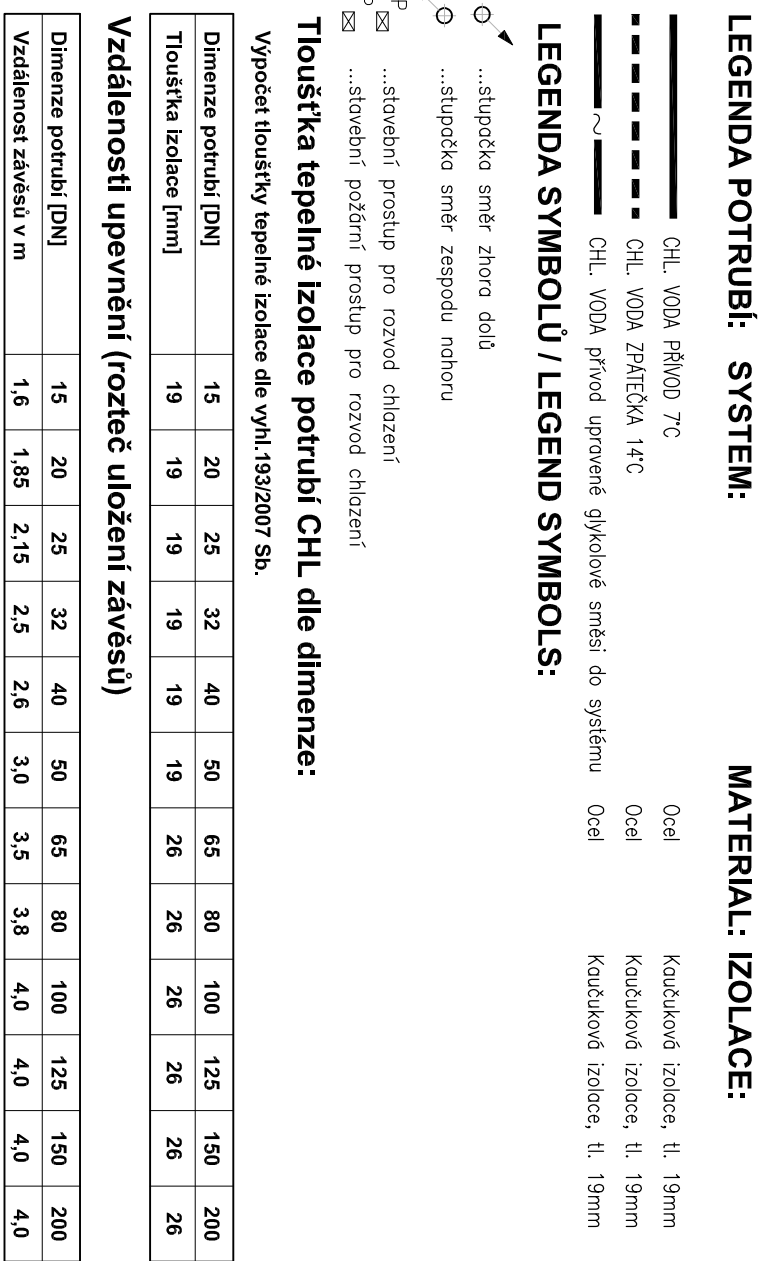 LEGENDA POTRUBÍ: SYSTEM: MATERIAL: IZOLACE:
CHL. VODA PŘÍVOD 7°C Ocel Kaučuková izolace, tl. 19mm
CHL. VODA ZPÁTEČKA 14°C Ocel Kaučuková izolace, tl. 19mm
CHL. VODA přívod upravené glykolové směsi do systému Ocel Kaučuková izolace, tl. 19mm
LEGENDA SYMBOLŮ / LEGEND SYMBOLS:
...stupačka směr zhora dolů
...stupačka směr zespodu nahoru
P ...stavební prostup pro rozvod chlazení
...stavební požární prostup pro rozvod chlazení
Tloušťka tepelné izolace potrubí CHL dle dimenze:
Výpočet tloušťky tepelné izolace dle vyhl.193/2007 Sb.
Dimenze potrubí [DN] 15 20 25 32 40 50 65 80 100 125 150 200
Tloušťka izolace [mm] 19 19 19 19 19 19 26 26 26 26 26 26
Vzdálenosti upevnění (rozteč uložení závěsů)
Dimenze potrubí [DN] 15 20 25 32 40 50 65 80 100 125 150 200
Vzdálenost závěsů v m 1,6 1,85 2,15 2,5 2,6 3,0 3,5 3,8 4,0 4,0 4,0 4,0